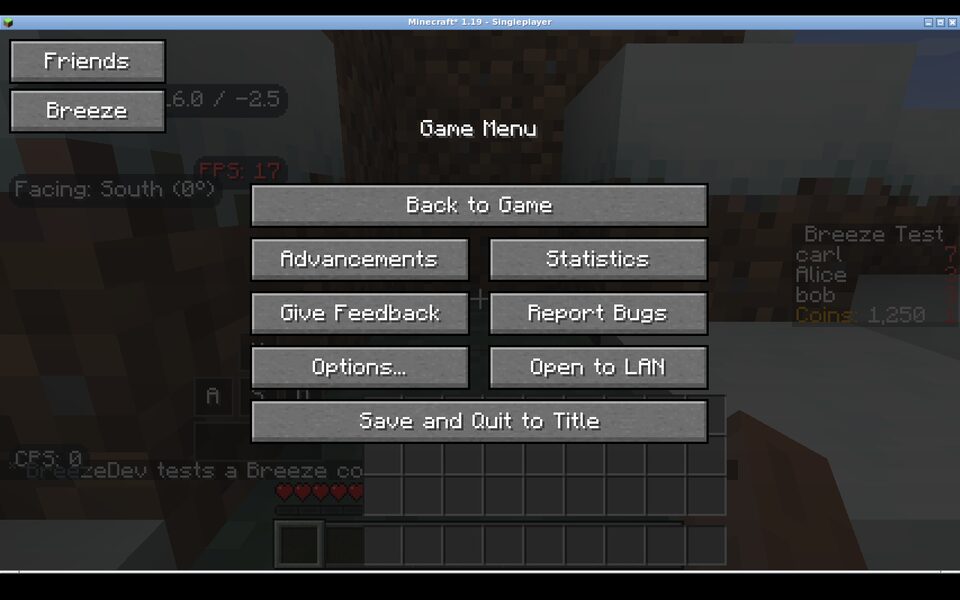 Minecraft* 1.19 - Singleplayer
Friends
Breeze
6.0 / -2.5
Game Menu
FPS: 17
Facing: South (0°)
Back to Game
Breeze Test
Advancements
Statistics
carl 7
Alice
bob
Give Feedback
Report Bugs
Coins: 1,250
Options...
Open to LAN
A
Save and Quit to Title
CPS: 0
BreezeDev tests a Breeze co